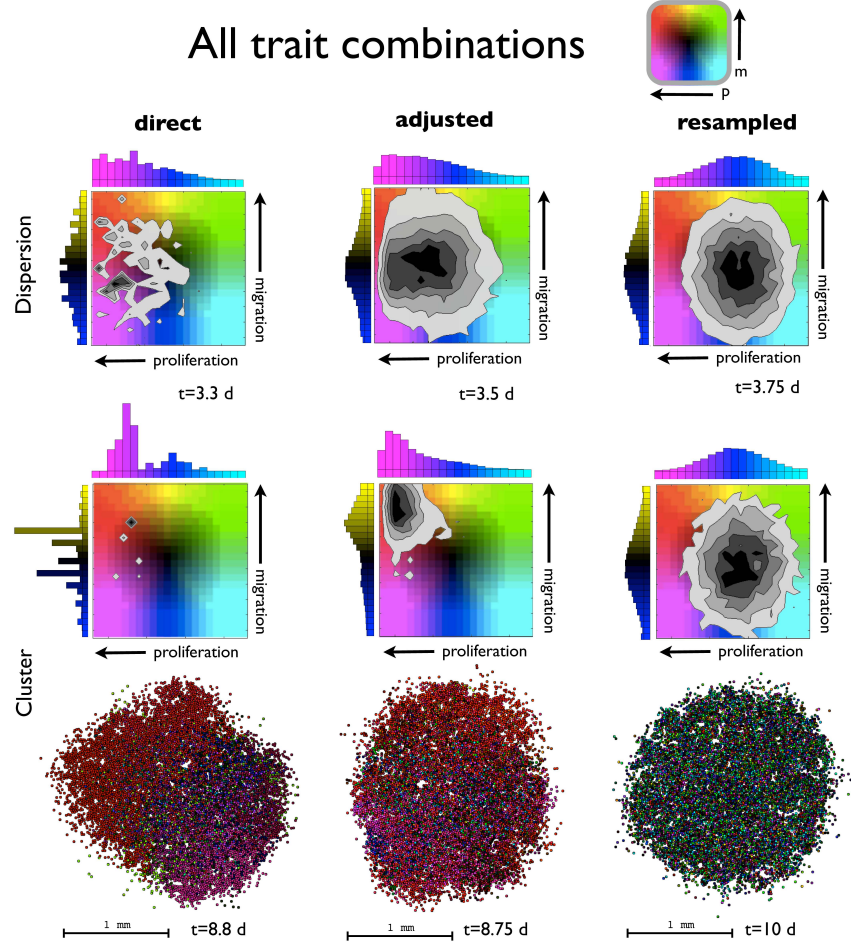 All trait combinations
m
P
direct
adjusted
resampled
Dispersion
migration
migration
migration
proliferation
proliferation
proliferation
t=3.3 d
t=3.5 d
t=3.75 d
Cluster
migration
migration
migration
proliferation
proliferation
proliferation
1 mm
t=8.8 d
1 mm
t=8.75 d
1 mm
t=10 d